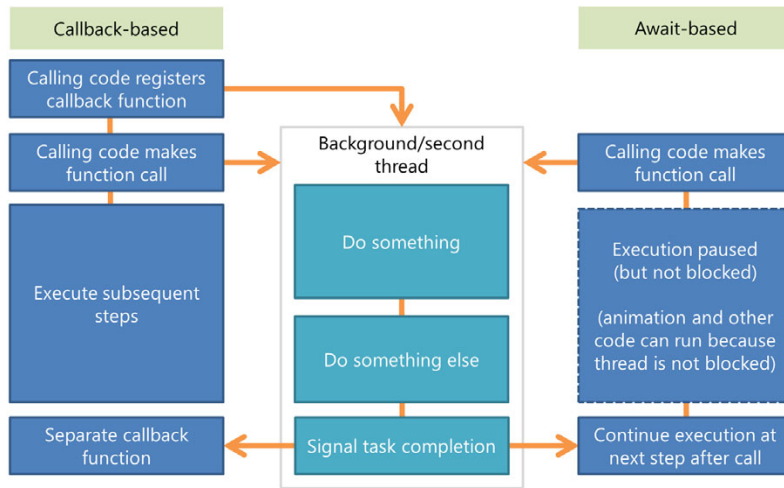 Callback-based
Await-based
Calling code registers
callback function
Calling code makes
function call
Background/second
thread
Calling code makes
function call
Do something
Execute subsequent
steps
Execution paused
(but not blocked)
(animation and other
code can run because
thread is not blocked)
Do something else
Separate callback
function
Signal task completion
Continue execution at
next step after call